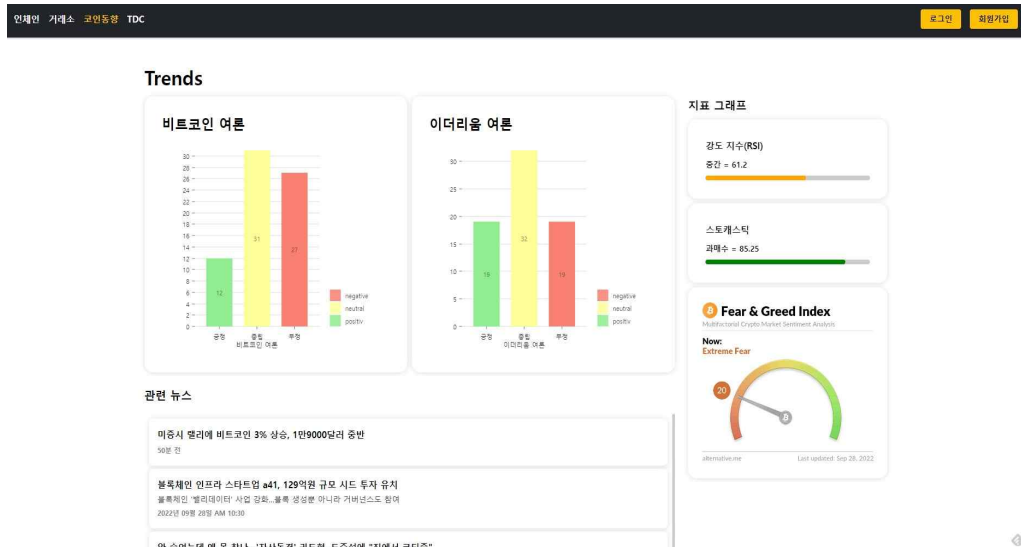 인체인 거래소 코인동향 TDC
로그인 회원가입
Trends
비트코인 여론
30
28
26
24
22
20
18
16
14
12
10
8
6
4
2
0
12
31
27
긍정 중립 부정
비트코인 여론
negative
neutral
positiv
이더리움 여론
30
25
20
15
10
5
0
19
32
19
긍정 중립 부정
이더리움 여론
negative
neutral
positiv
지표 그래프
강도 지수(RSI)
중간 = 61.2
스토캐스틱
과매수 = 85.25
Fear & Greed Index
Multifactorial Crypto Market Sentiment Analysis
Now:
Extreme Fear
20
alternative.me
Last updated: Sep 28, 2022
관련 뉴스
미증시 랠리에 비트코인 3% 상승, 1만9000달러 중반
50분 전
블록체인 인프라 스타트업 a41, 129억원 규모 시드 투자 유치
블록체인 '밸리데이터' 사업 강화...블록 생성뿐 아니라 거버넌스도 참여
2022년 09월 28일 AM 10:30